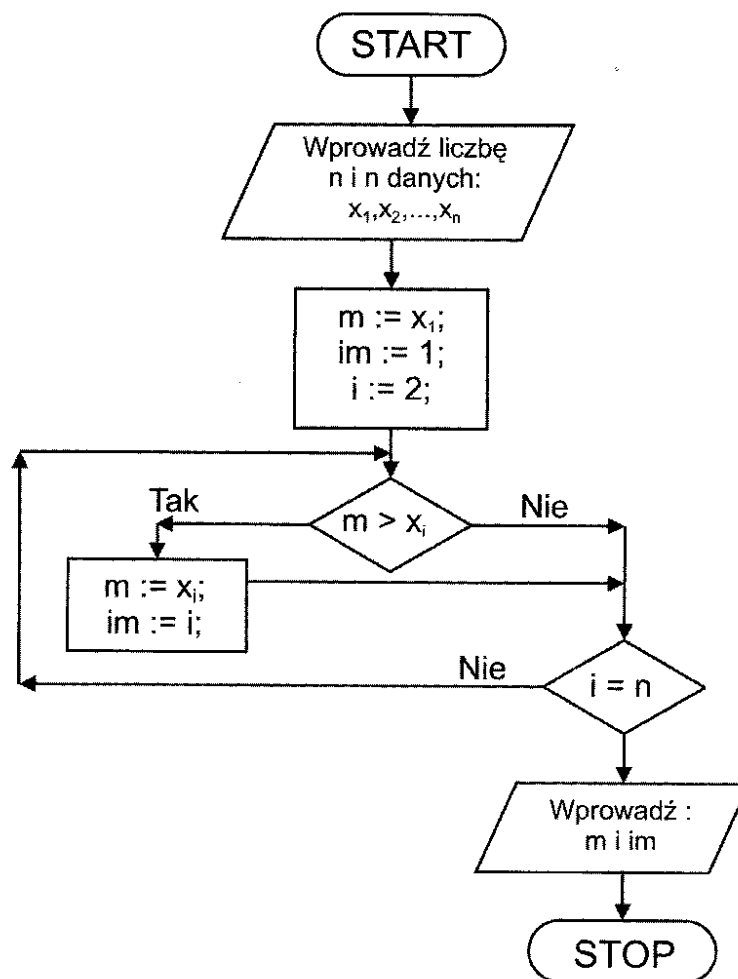 START
Wprowadź liczbę
n i n danych:
x₁,x₂,...,xₙ
m := x₁;
im := 1;
i := 2;
Tak
m > xᵢ
Nie
m := xᵢ;
im := i;
Nie
i = n
Wprowadź :
m i im
STOP